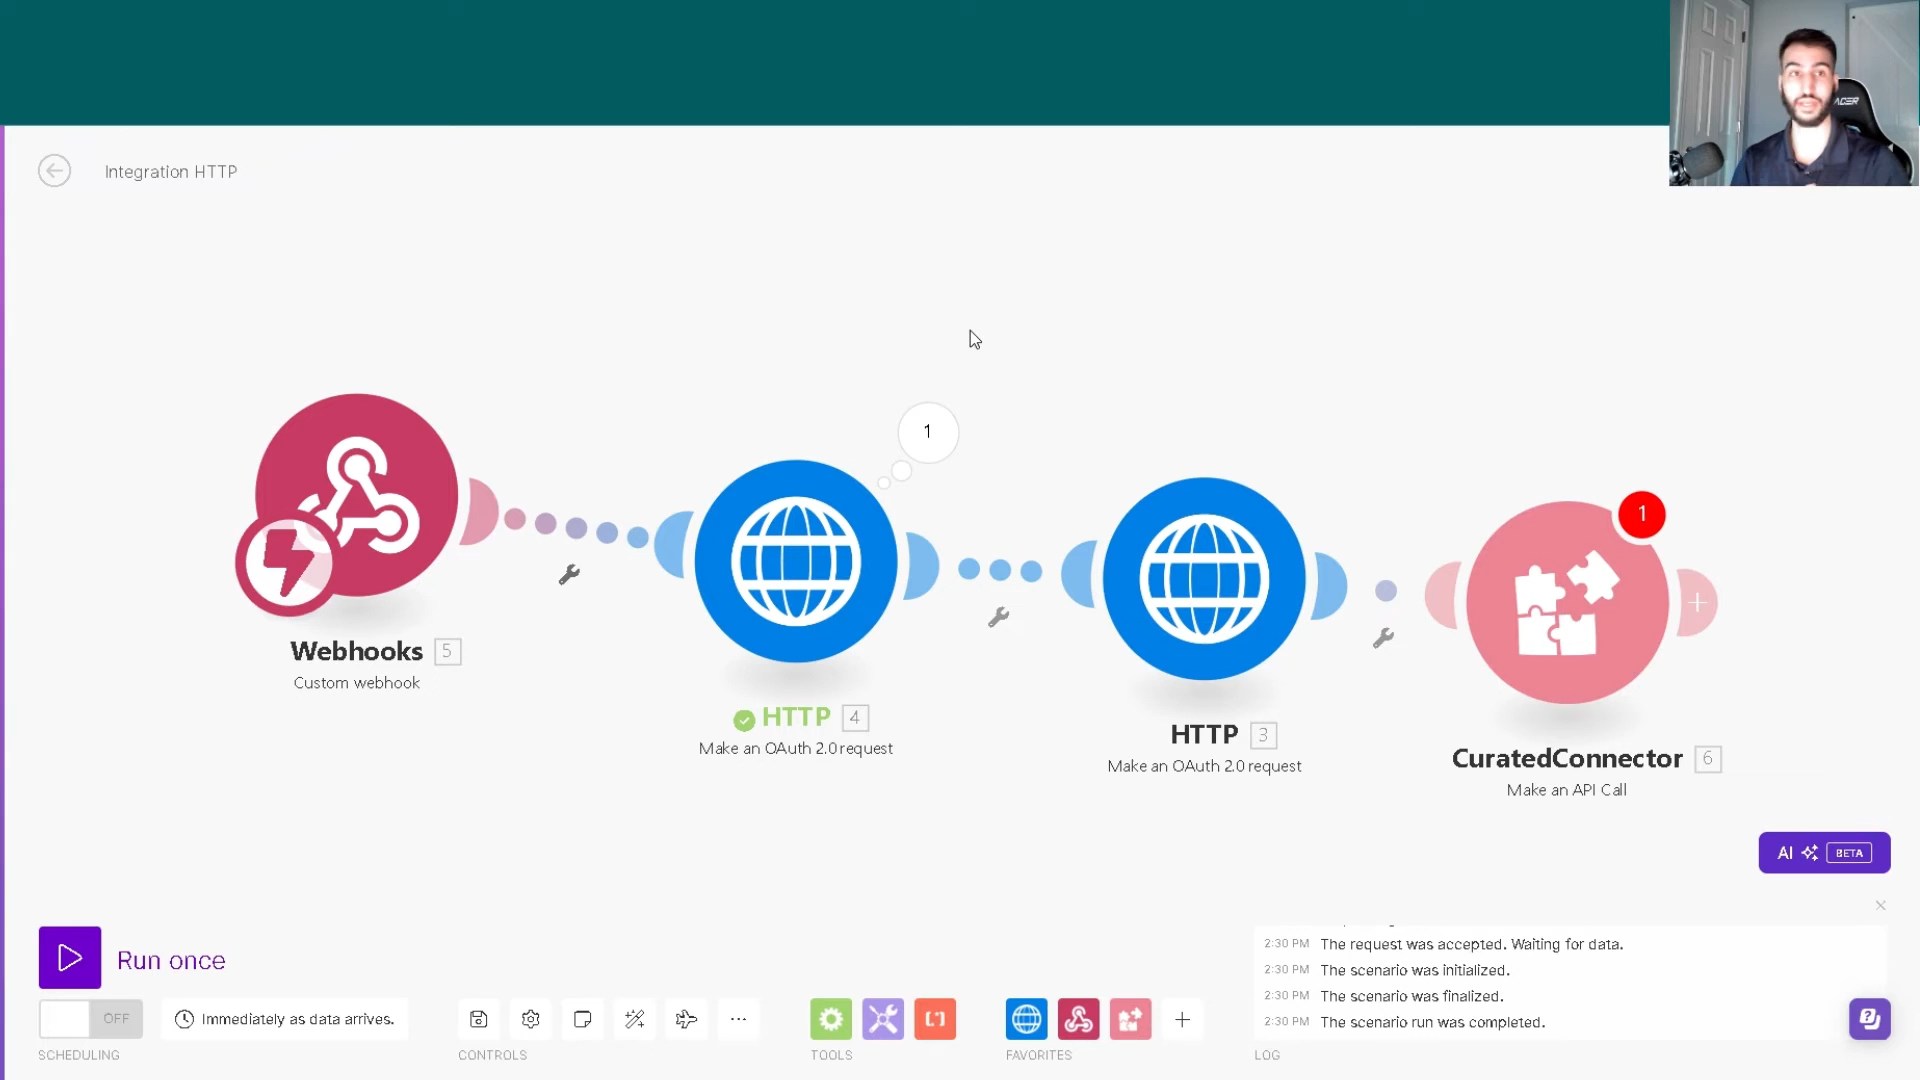 Integration HTTP
1
1
Webhooks 5
Custom webhook
HTTP 4
Make an OAuth 2.0 request
HTTP 3
Make an OAuth 2.0 request
CuratedConnector 6
Make an API Call
AI BETA
Run once
OFF
Immediately as data arrives.
SCHEDULING
CONTROLS
TOOLS
FAVORITES
2:30 PM The request was accepted. Waiting for data.
2:30 PM The scenario was initialized.
2:30 PM The scenario was finalized.
2:30 PM The scenario run was completed.
LOG